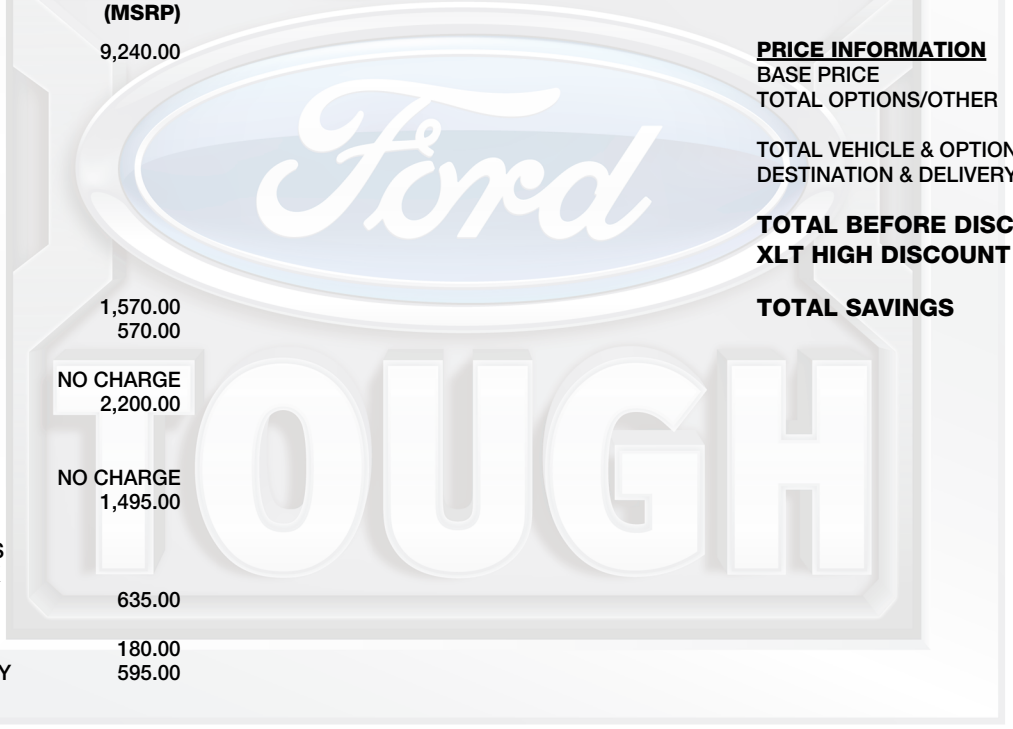 (MSRP)
9,240.00
1,570.00
570.00
NO CHARGE
2,200.00
NO CHARGE
1,495.00
S
635.00
180.00
Y 595.00
PRICE INFORMATION
BASE PRICE
TOTAL OPTIONS/OTHER
TOTAL VEHICLE & OPTION
DESTINATION & DELIVERY
TOTAL BEFORE DISC
XLT HIGH DISCOUNT
TOTAL SAVINGS
Ford
TOUGH